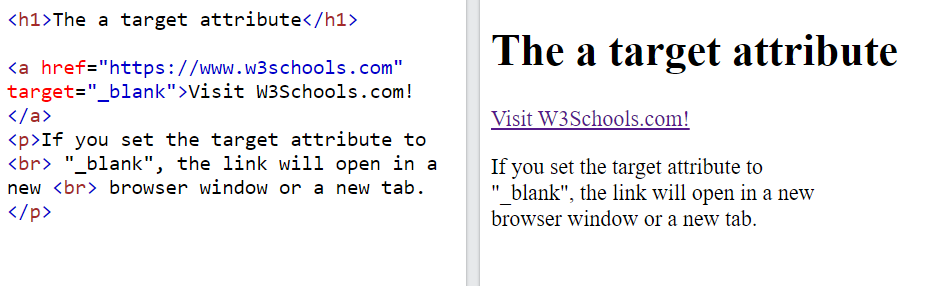 <h1>The a target attribute</h1>
<a href="https://www.w3schools.com"
target="_blank">Visit W3Schools.com!
</a>
<p>If you set the target attribute to
<br> "_blank", the link will open in a
new <br> browser window or a new tab.
</p>
The a target attribute
Visit W3Schools.com!
If you set the target attribute to
"_blank", the link will open in a new
browser window or a new tab.